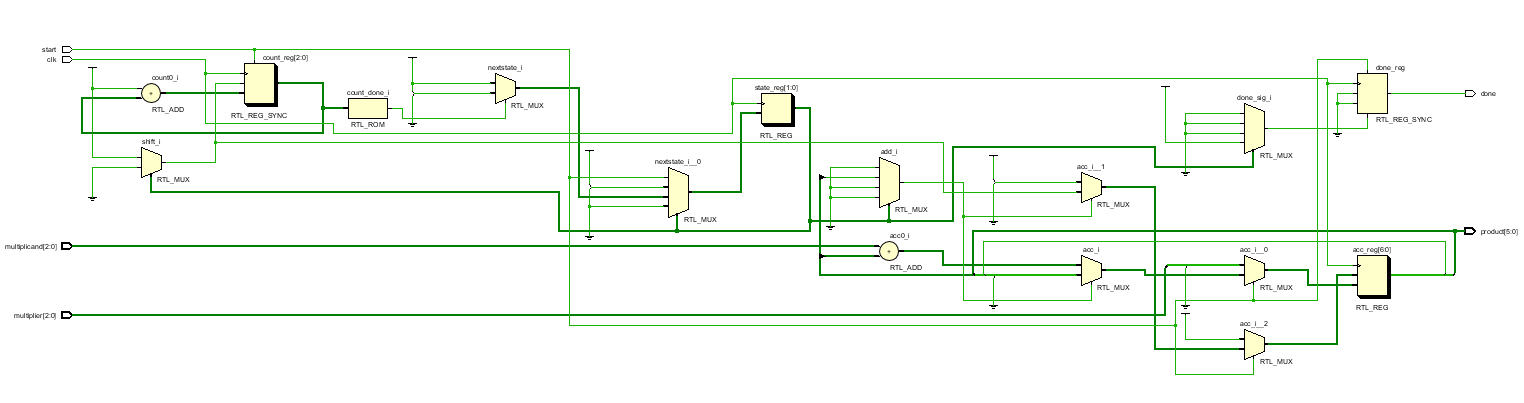 start
clk
count_reg[2:0]
RTL_REG_SYNC
count0_i
+
RTL_ADD
count_done_i
RTL_ROM
nextstate_i
RTL_MUX
state_reg[1:0]
RTL_REG
done_reg
RTL_REG_SYNC
done
done_sig_i
RTL_MUX
shift_i
RTL_MUX
nextstate_i__0
RTL_MUX
add_i
RTL_MUX
acc_i__1
RTL_MUX
multiplicand[2:0]
acc0_i
+
RTL_ADD
acc_i
RTL_MUX
acc_i__0
RTL_MUX
acc_reg[6:0]
RTL_REG
product[5:0]
multiplier[2:0]
acc_i__2
RTL_MUX